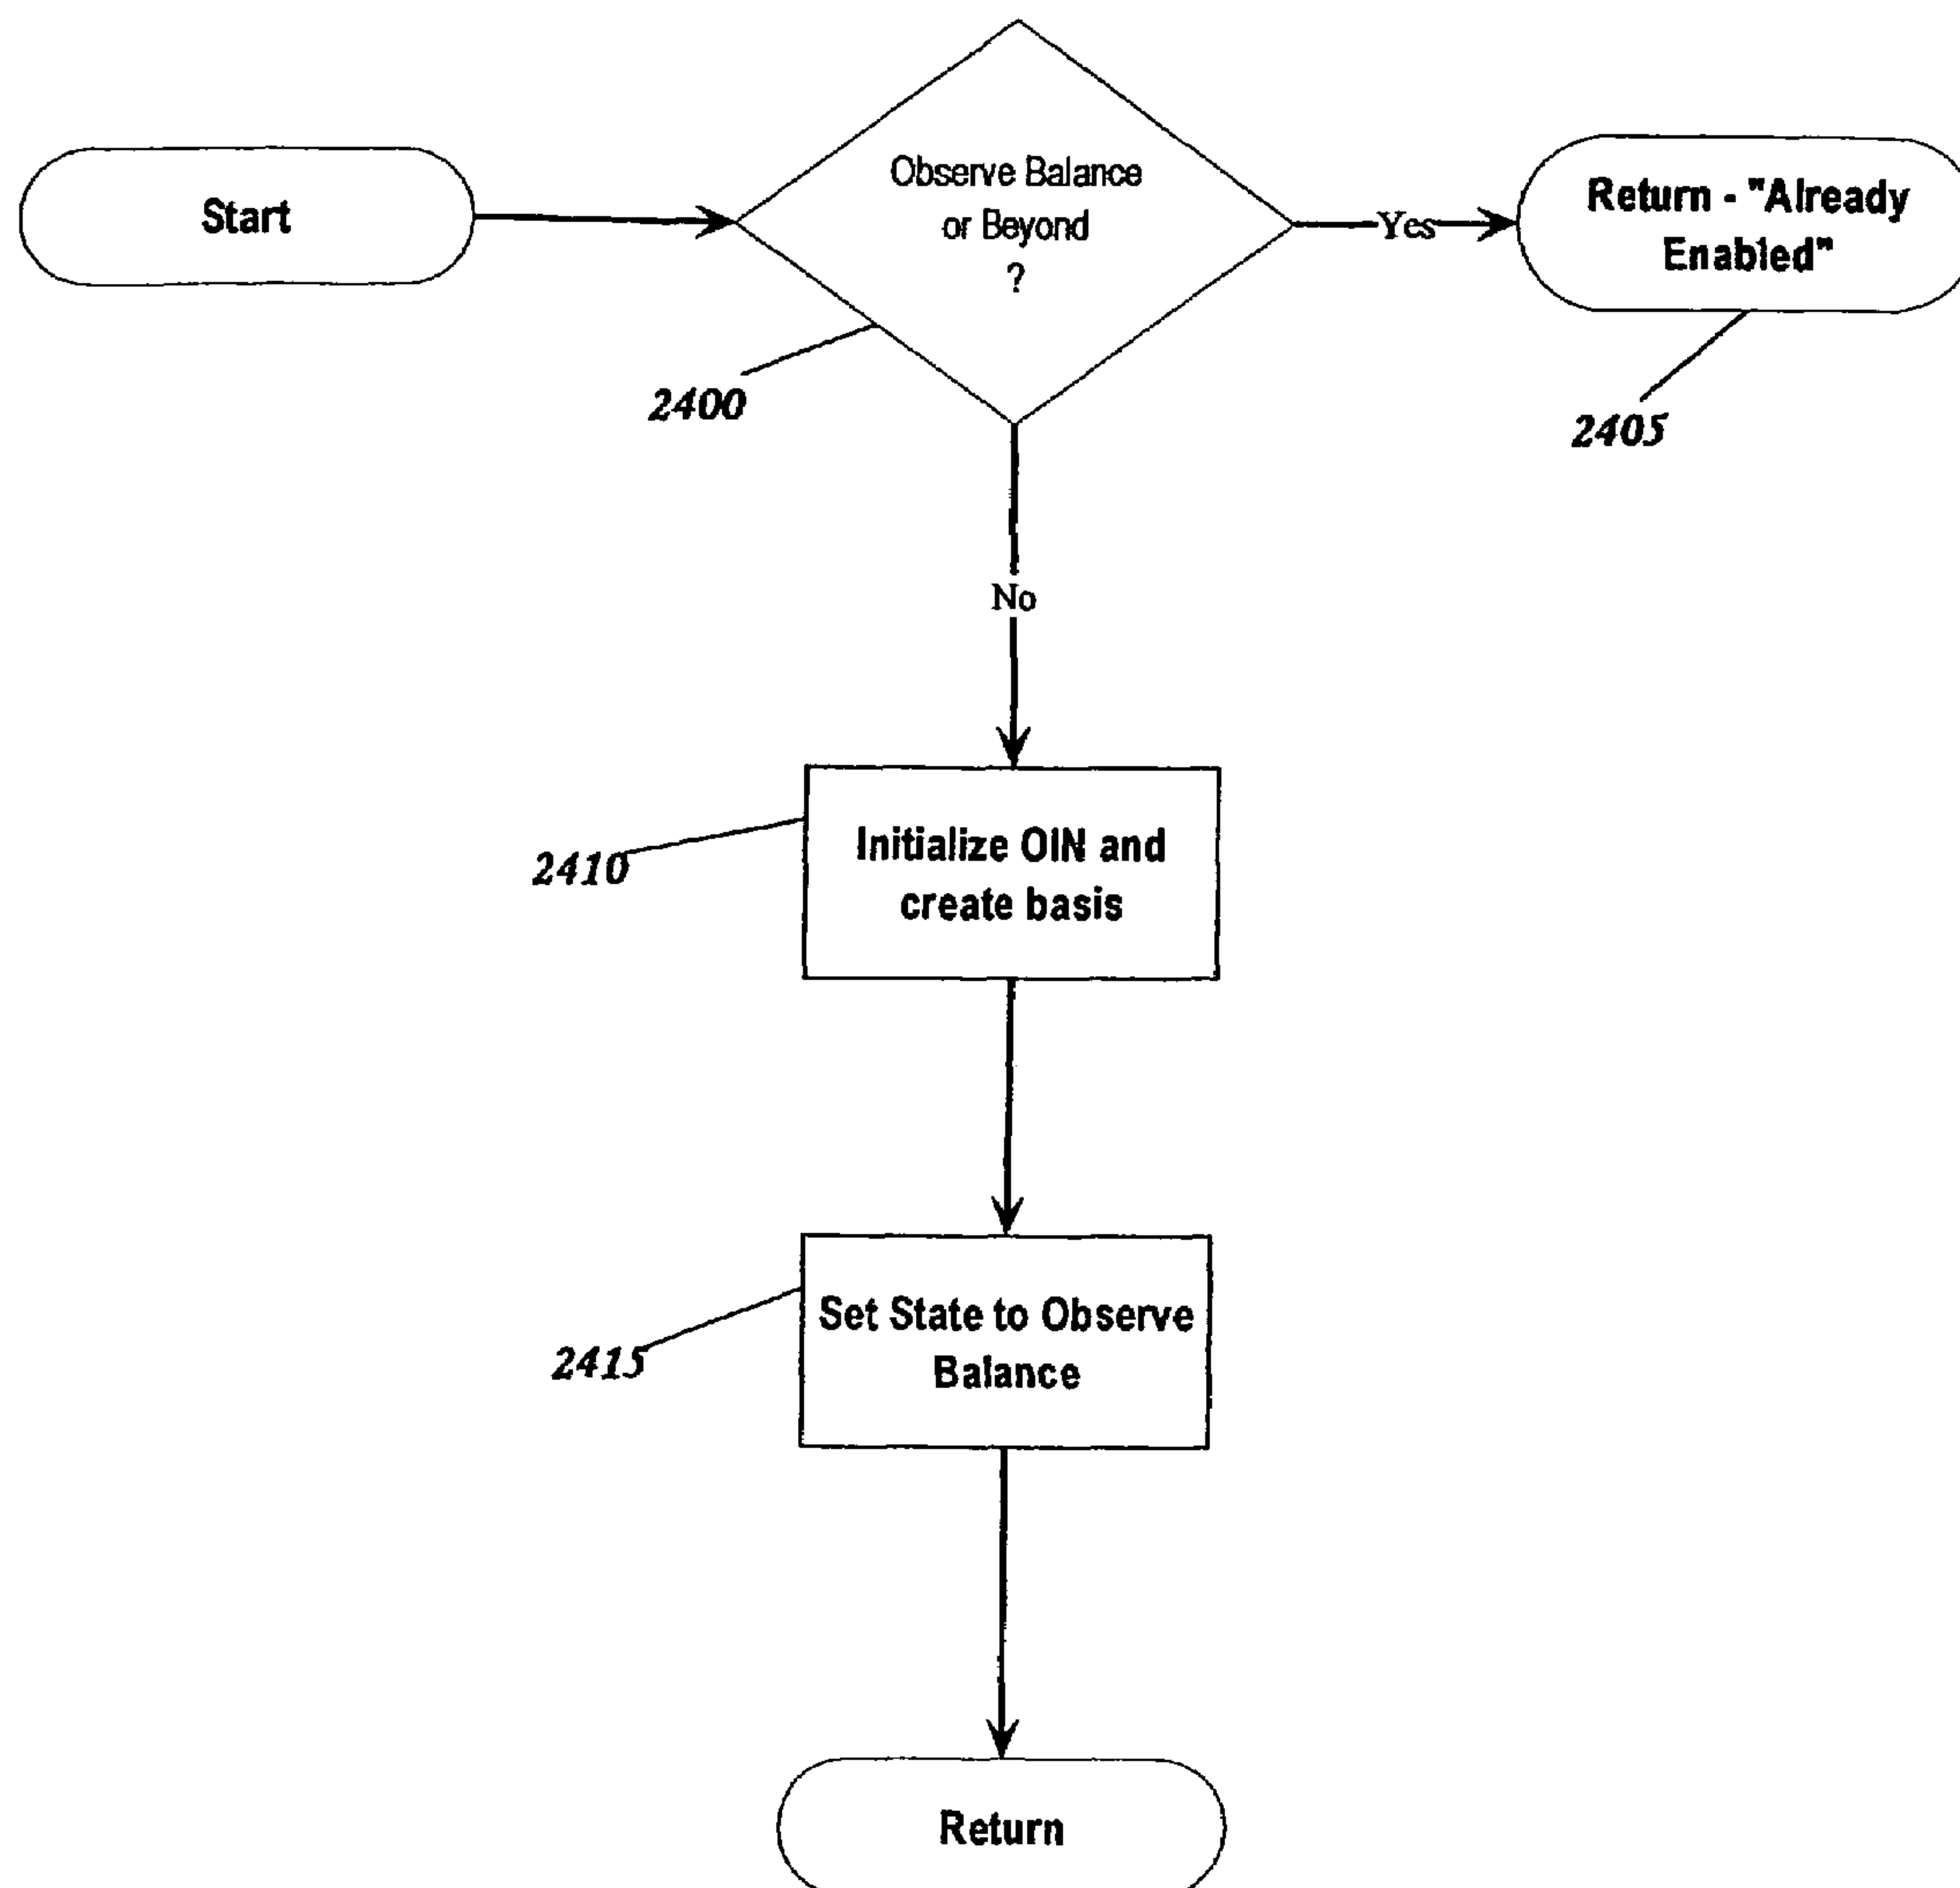 Start
Observe Balance
or Beyond
?
Yes
Return - "Already
Enabled"
2400
2405
No
Initialize OIN and
create basis
2410
Set State to Observe
Balance
2415
Return